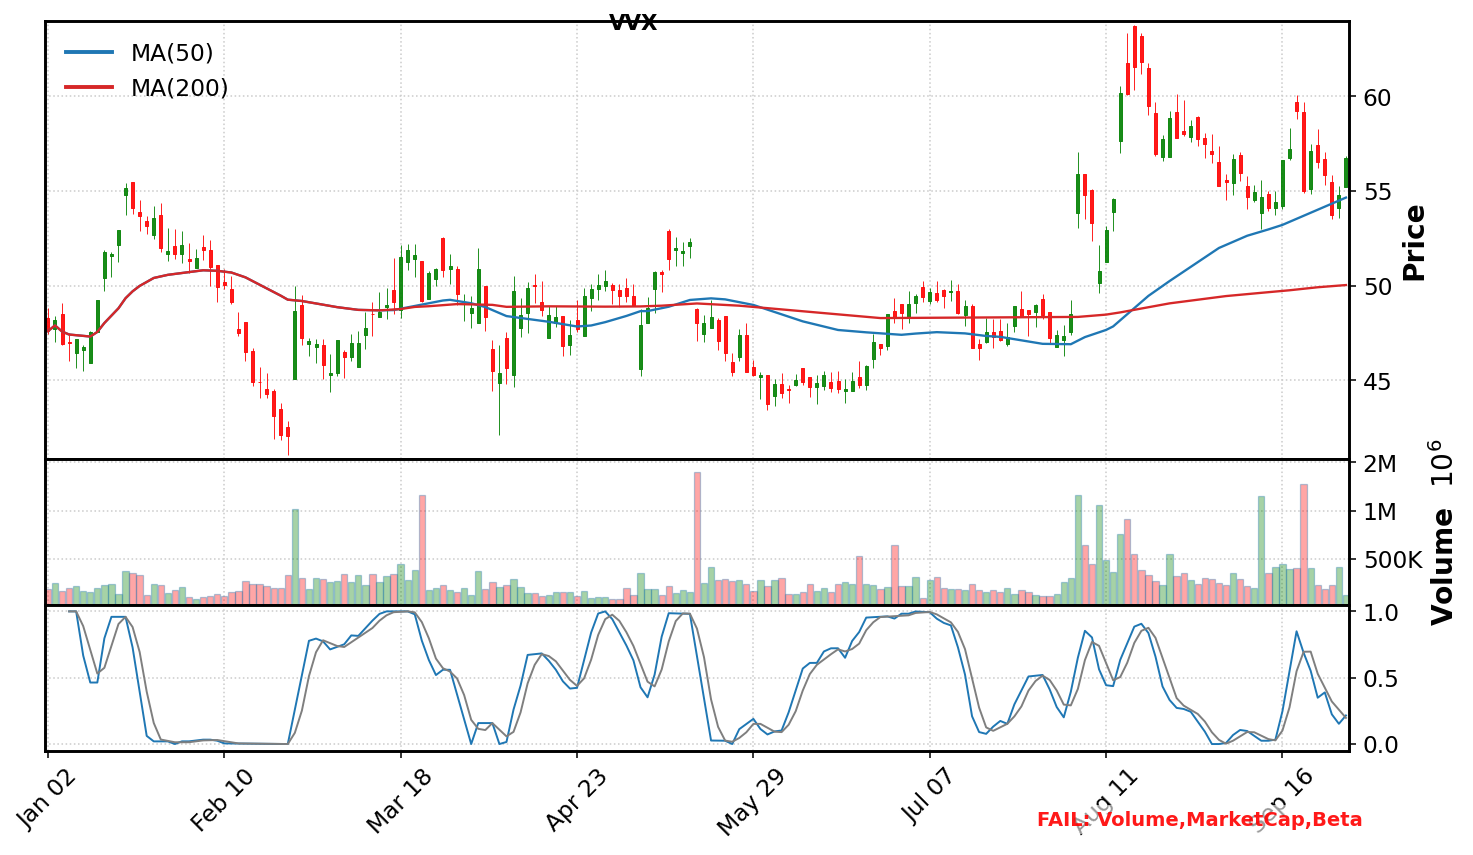 VVX
MA(50)
MA(200)
60
55
50
45
Price
2M
1M
500K
Volume 10^6
1.0
0.5
0.0
Jan 02
Feb 10
Mar 18
Apr 23
May 29
Jul 07
Aug 11
Sep 16
FAIL: Volume,MarketCap,Beta